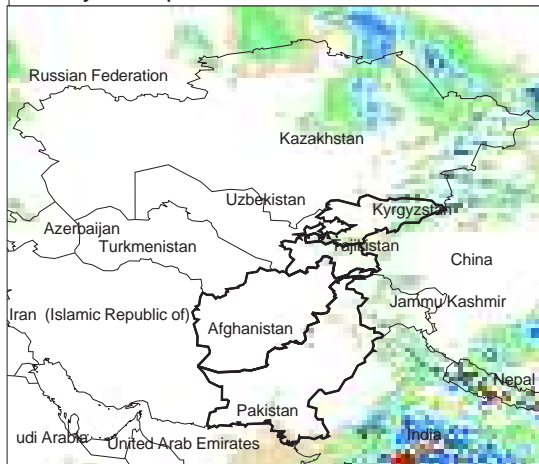 Russian Federation
Kazakhstan
Uzbekistan
Kyrgyzstan
Azerbaijan
Turkmenistan
Tajikistan
China
Jammu Kashmir
Iran (Islamic Republic of)
Afghanistan
Nepal
Pakistan
udi Arabia
United Arab Emirates
India